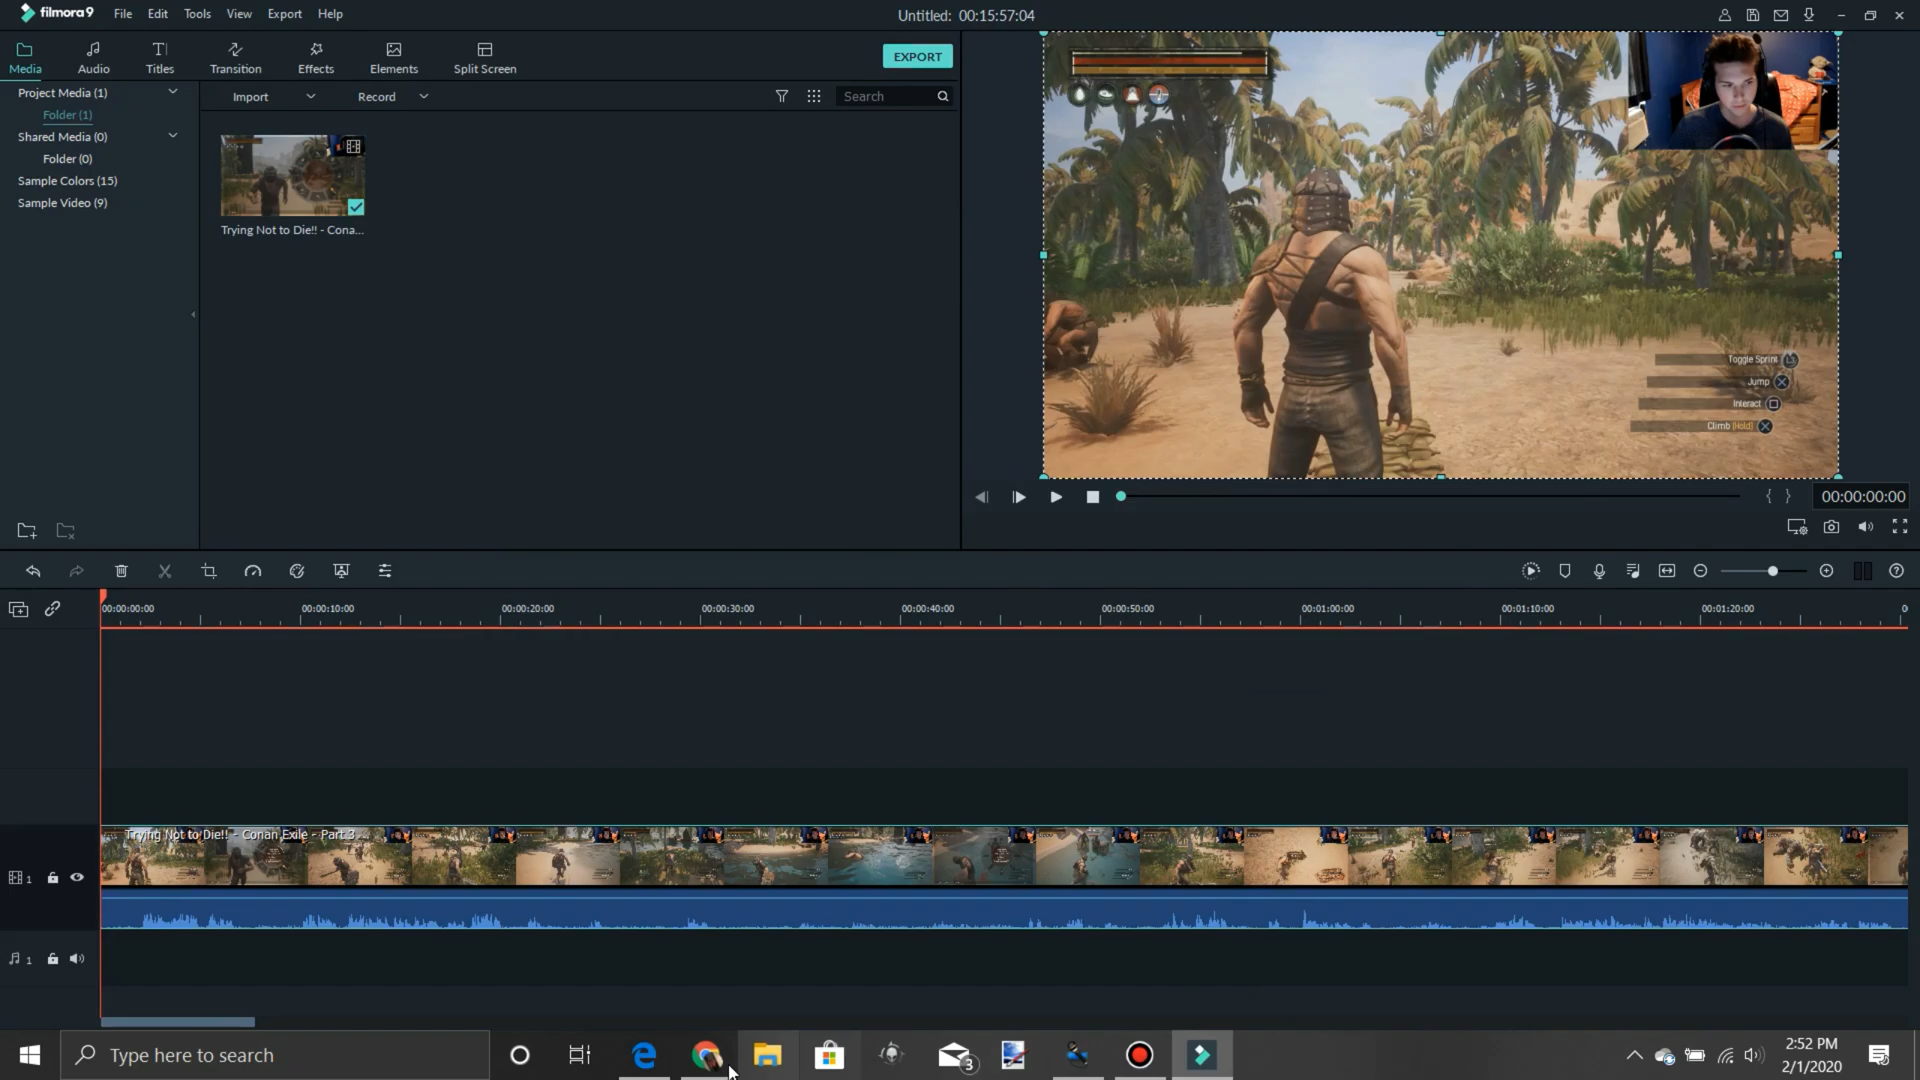 filmora9 File Edit Tools View Export Help
Untitled: 00:15:57:04
Media Audio Titles Transition Effects Elements Split Screen
EXPORT
Project Media (1)
Folder (1)
Shared Media (0)
Folder (0)
Sample Colors (15)
Sample Video (9)
Import Record Search
Trying Not to Die!! - Cona...
Toggle Sprint
Jump
Interact
Climb (Hold)
00:00:00:00
00:00:00:00 00:00:10:00 00:00:20:00 00:00:30:00 00:00:40:00 00:00:50:00 00:01:00:00 00:01:10:00 00:01:20:00
Trying Not to Die!! - Conan Exile - Part 3
1
1
Type here to search
3
2:52 PM
2/1/2020